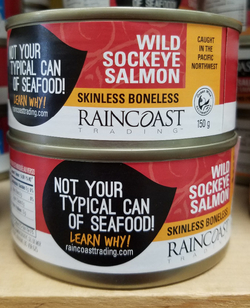 NOT YOUR
TYPICAL CAN
OF SEAFOOD!
LEARN WHY!
raincoasttrading.com
WILD
SOCKEYE
SALMON
CAUGHT
IN THE
PACIFIC
NORTHWEST
SKINLESS BONELESS
RAINCOAST
TRADING
150 g
NOT YOUR
TYPICAL CAN
OF SEAFOOD!
LEARN WHY!
raincoasttrading.com
WILD
SOCKEYE
SALMON
SKINLESS BONELESS
RAINCOAST
TRADING